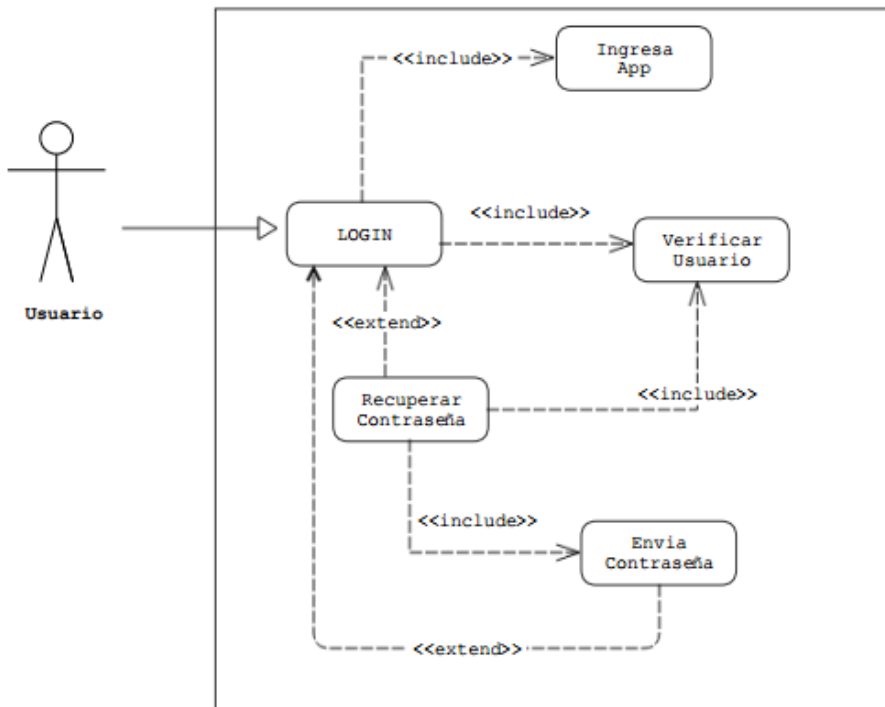 <<include>>
Ingresa
App
Usuario
LOGIN
<<include>>
Verificar
Usuario
<<extend>>
Recuperar
Contraseña
<<include>>
<<include>>
Envia
Contraseña
<<extend>>